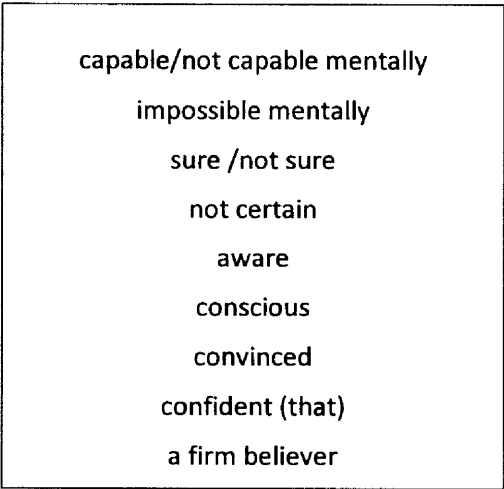 capable/not capable mentally
impossible mentally
sure /not sure
not certain
aware
conscious
convinced
confident (that)
a firm believer